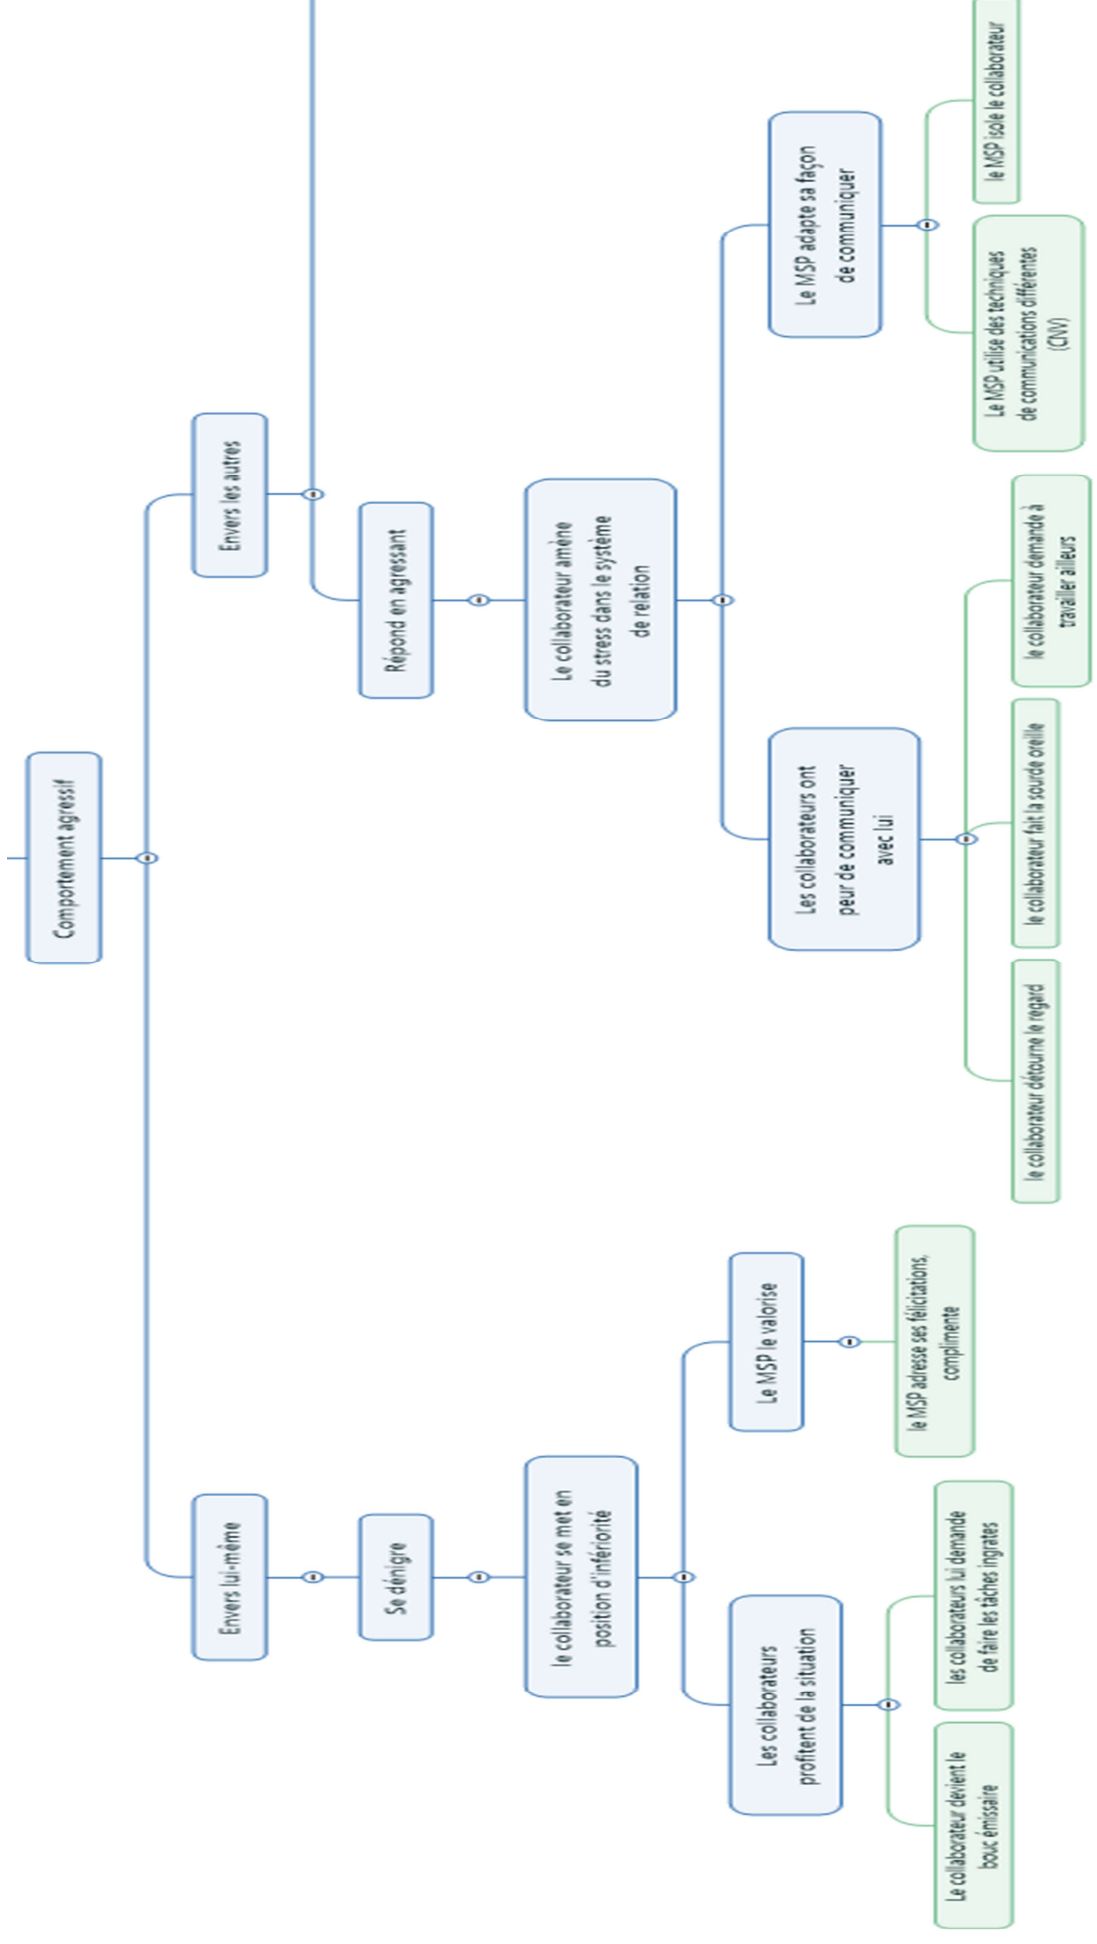 Comportement agressif
Envers lui-même
Envers les autres
Se dénigre
Répond en agressant
le collaborateur se met en
position d'infériorité
Le collaborateur amène
du stress dans le système
de relation
Les collaborateurs
profitent de la situation
Le MSP le valorise
Les collaborateurs ont
peur de communiquer
avec lui
Le MSP adapte sa façon
de communiquer
Le collaborateur devient le
bouc émissaire
les collaborateurs lui demande
de faire les tâches ingrates
le MSP adresse ses félicitations,
complimente
le collaborateur détourne le regard
le collaborateur fait la sourde oreille
le collaborateur demande à
travailler ailleurs
Le MSP utilise des techniques
de communications différentes
(CNV)
le MSP isole le collaborateur